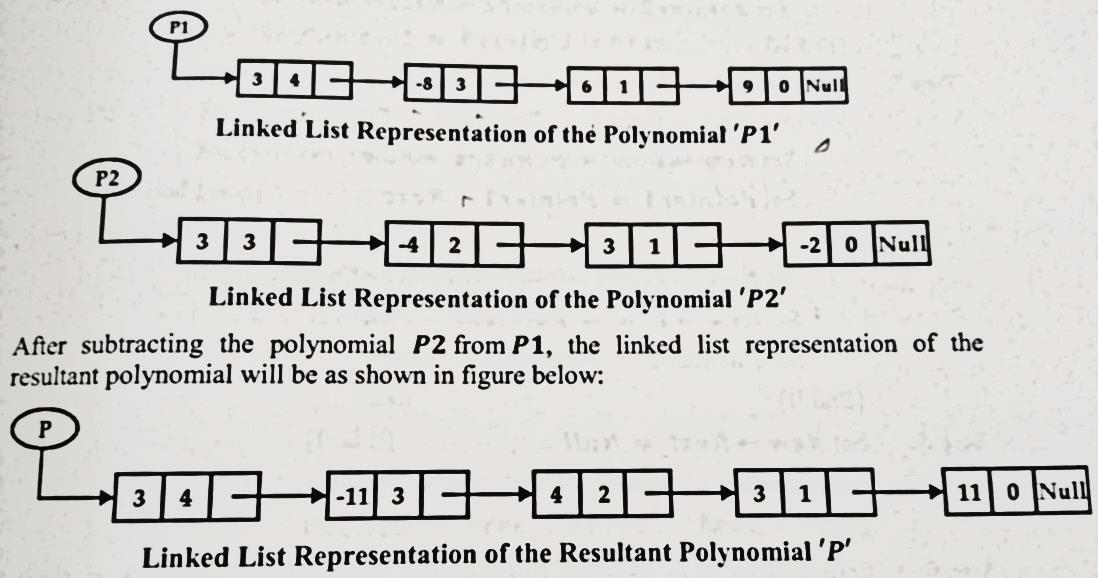 P1
3 4 -8 3 6 1 9 0 Null
Linked List Representation of the Polynomial 'P1'
P2
3 3 -4 2 3 1 -2 0 Null
Linked List Representation of the Polynomial 'P2'
After subtracting the polynomial P2 from P1, the linked list representation of the
resultant polynomial will be as shown in figure below:
P
3 4 -11 3 4 2 3 1 11 0 Null
Linked List Representation of the Resultant Polynomial 'P'